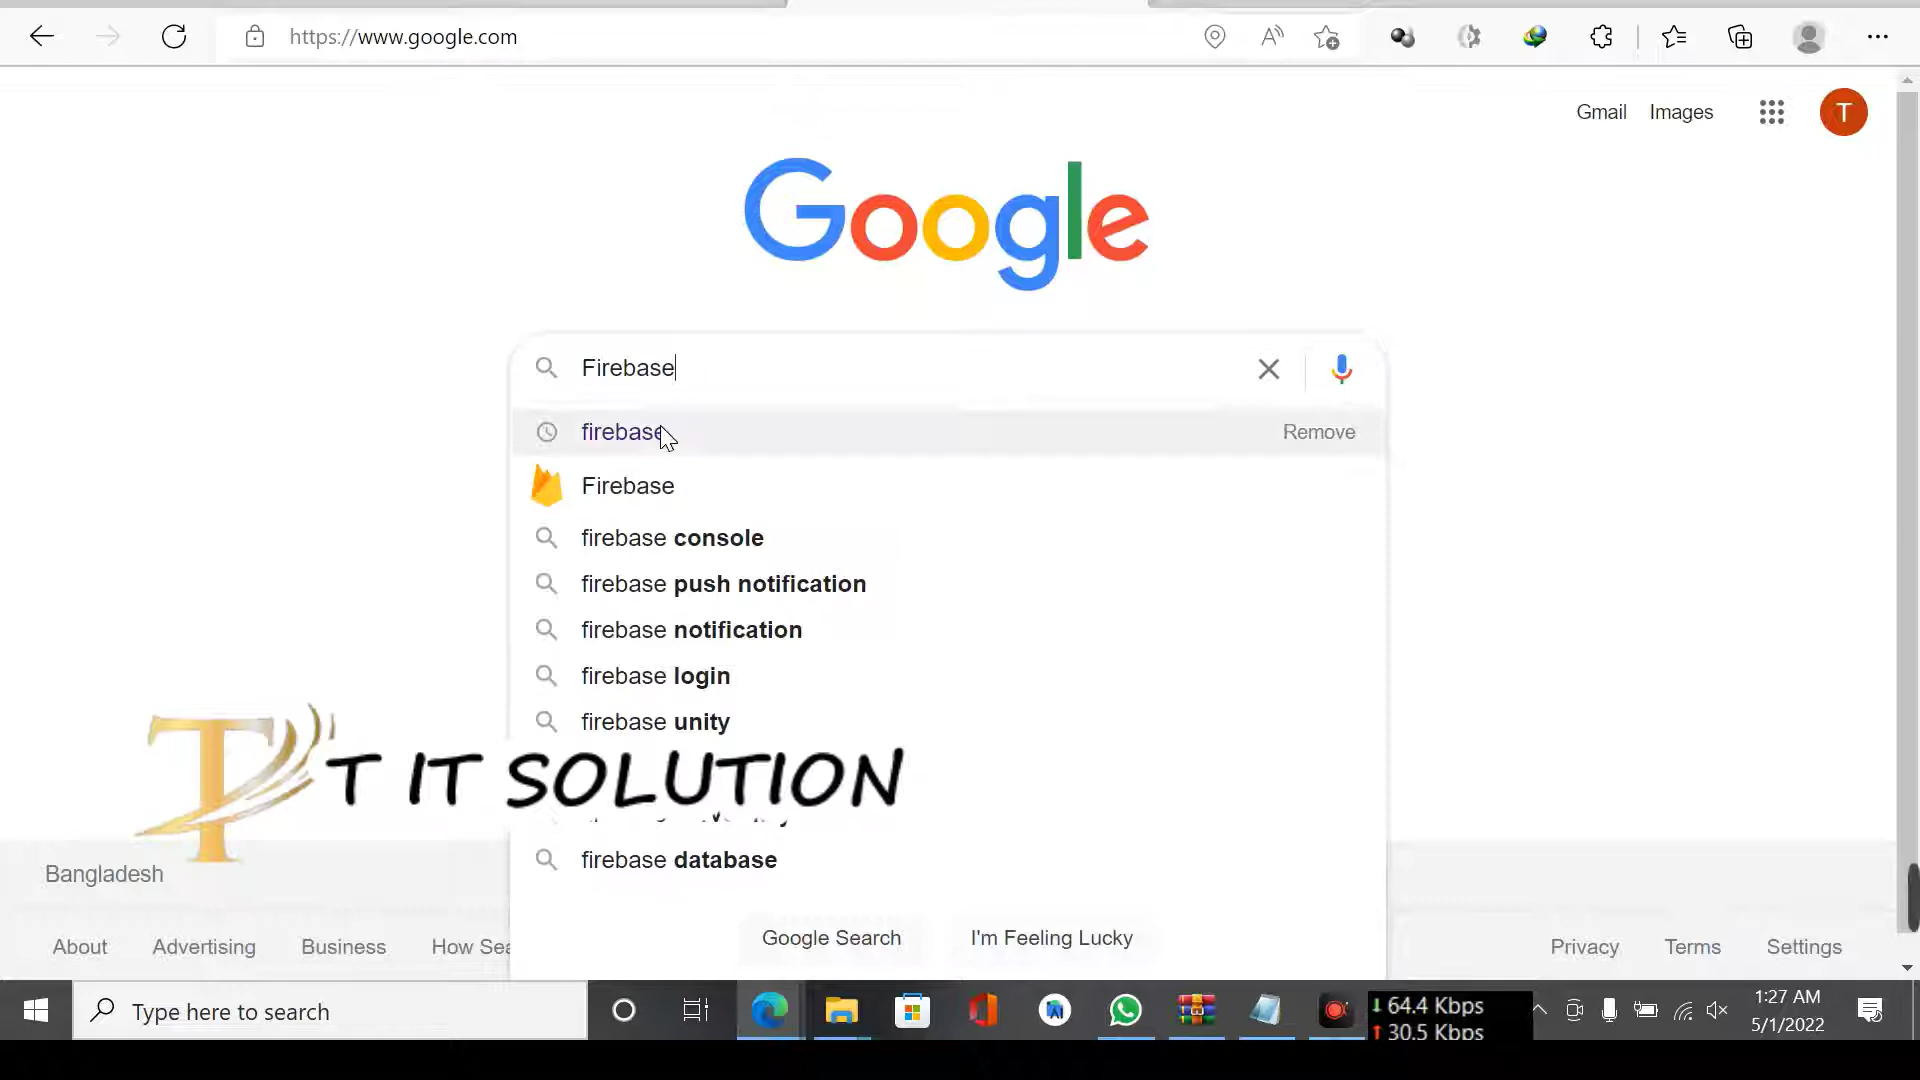 https://www.google.com
Gmail Images
T
Google
Firebase
firebase
Remove
Firebase
firebase console
firebase push notification
firebase notification
firebase login
firebase unity
T IT SOLUTION
firebase database
Bangladesh
Google Search I'm Feeling Lucky
About Advertising Business How Sea Privacy Terms Settings
Type here to search
64.4 Kbps
30.5 Kbps
1:27 AM
5/1/2022